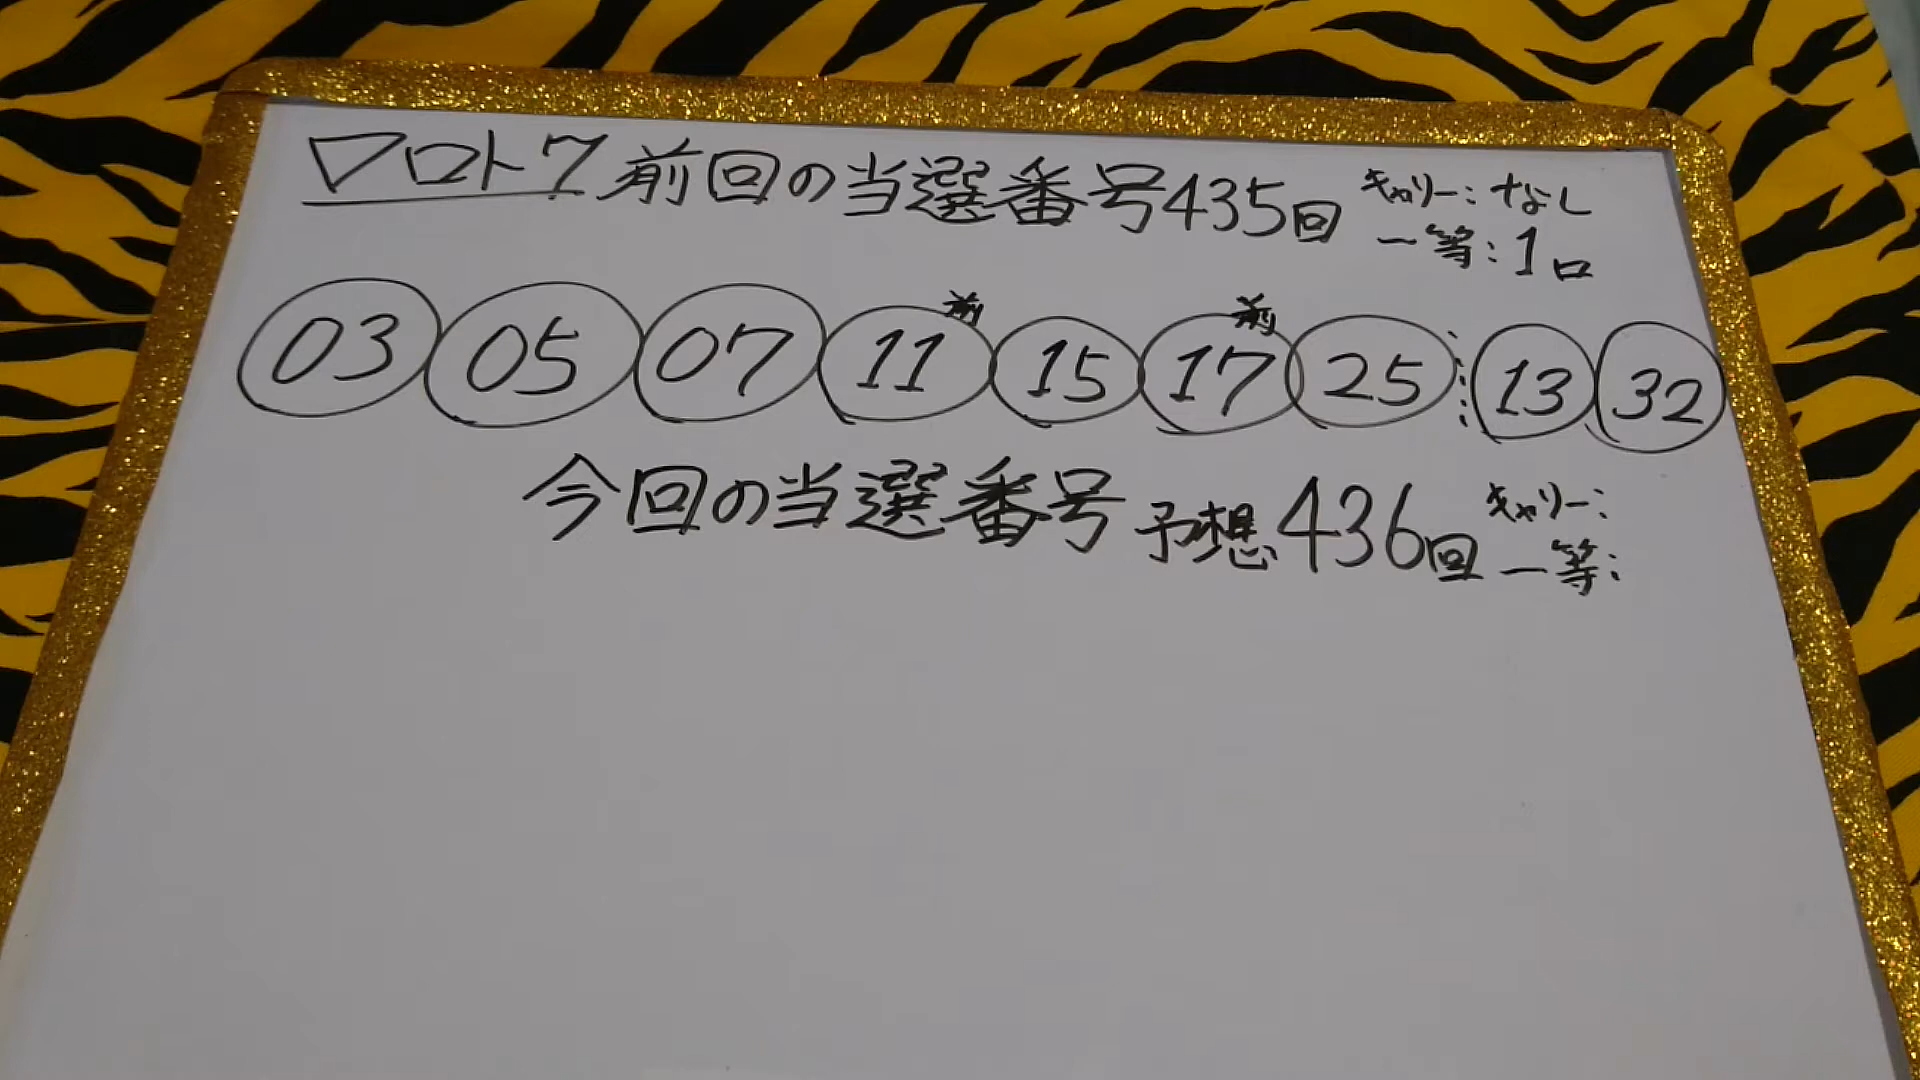 ロト7 前回の当選番号435回 キャリー:なし
一等:1口
前 前
03 05 07 11 15 17 25 13 32
今回の当選番号予想436回 キャリー:
一等: